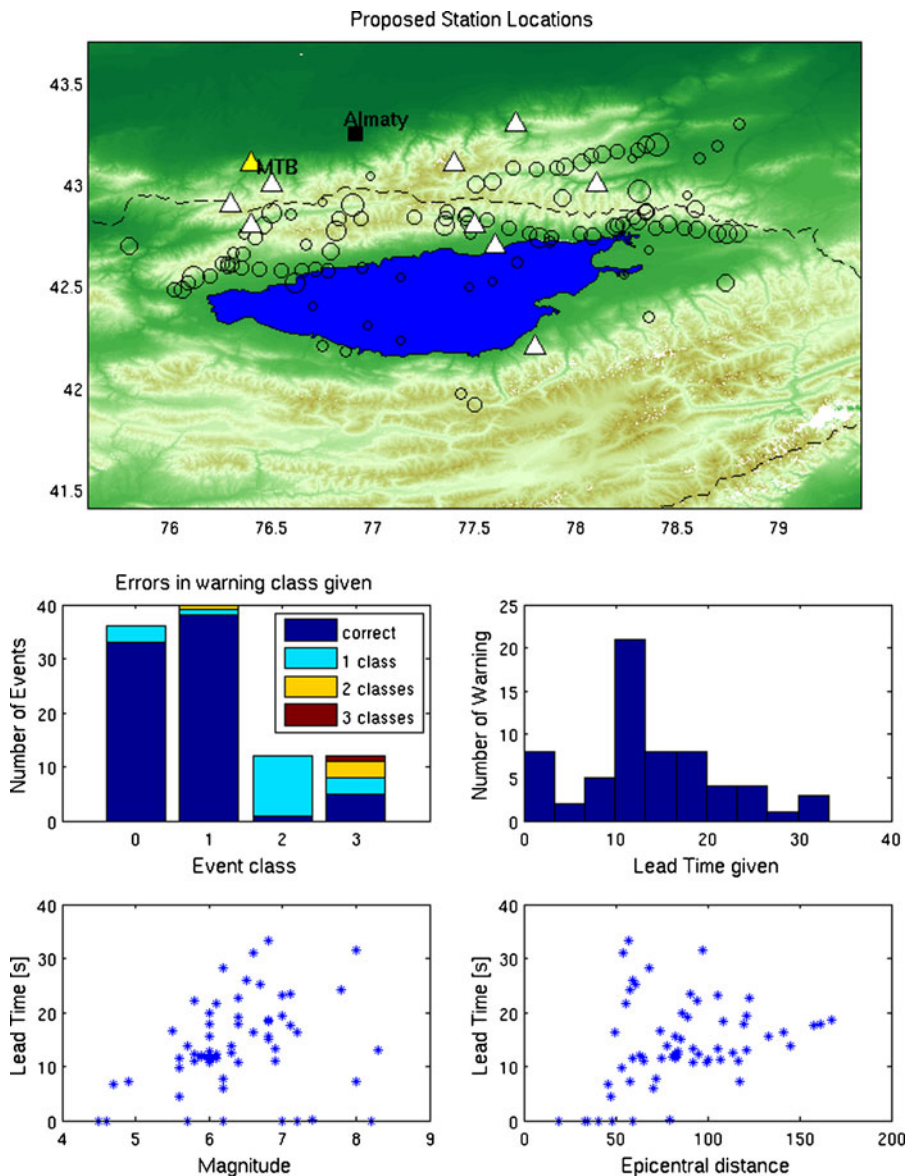 Proposed Station Locations
43.5
43
42.5
42
41.5
Almaty
MTB
76 76.5 77 77.5 78 78.5 79
Errors in warning class given
Number of Events
40
30
20
10
0
correct
1 class
2 classes
3 classes
0 1 2 3
Event class
Number of Warning
25
20
15
10
5
0
0 10 20 30 40
Lead Time given
Lead Time [s]
40
30
20
10
0
4 5 6 7 8 9
Magnitude
Lead Time [s]
40
30
20
10
0
0 50 100 150 200
Epicentral distance